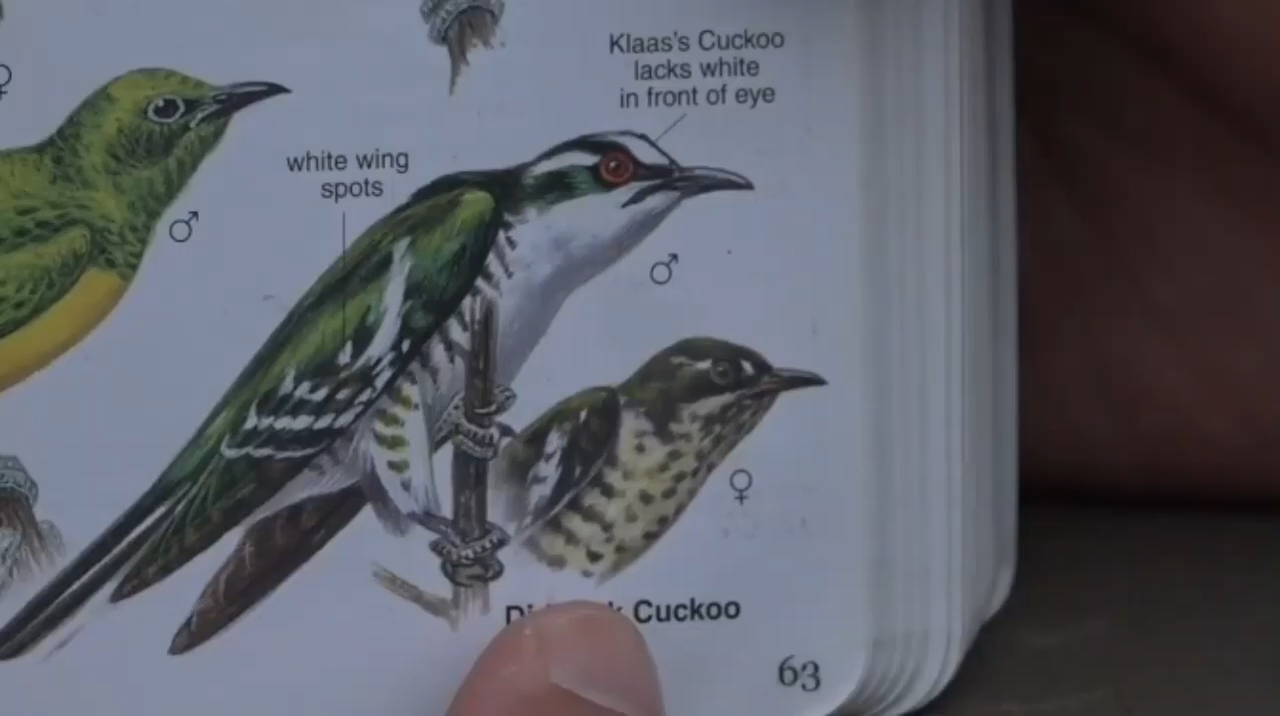 Klaas's Cuckoo
lacks white
in front of eye
white wing
spots
♀
♂
♂
♀
Cuckoo
63